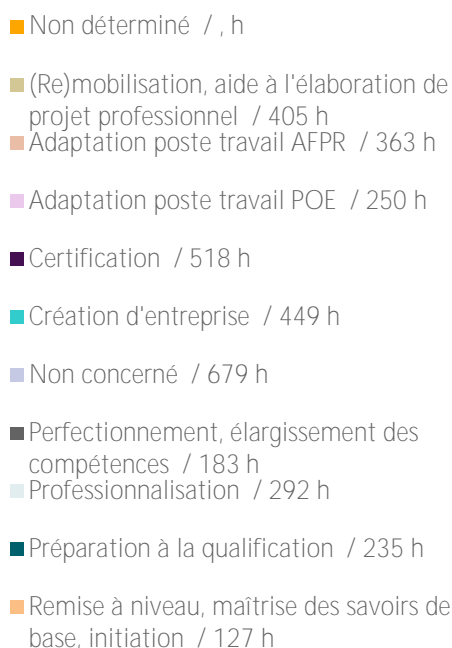 Non déterminé / , h
(Re)mobilisation, aide à l'élaboration de
projet professionnel / 405 h
Adaptation poste travail AFPR / 363 h
Adaptation poste travail POE / 250 h
Certification / 518 h
Création d'entreprise / 449 h
Non concerné / 679 h
Perfectionnement, élargissement des
compétences / 183 h
Professionnalisation / 292 h
Préparation à la qualification / 235 h
Remise à niveau, maîtrise des savoirs de
base, initiation / 127 h